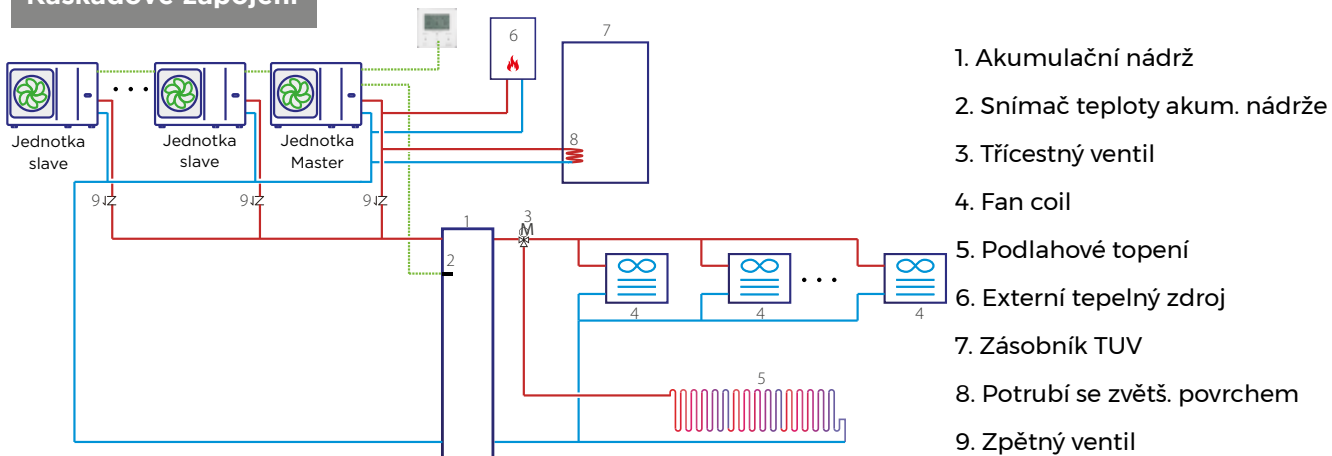 Kaskádové zapojení
6
7
Jednotka
slave
Jednotka
slave
Jednotka
Master
8
9
9
9
1
3
M
2
4
4
4
5
1. Akumulační nádrž
2. Snímač teploty akum. nádrže
3. Třícestný ventil
4. Fan coil
5. Podlahové topení
6. Externí tepelný zdroj
7. Zásobník TUV
8. Potrubí se zvětš. povrchem
9. Zpětný ventil